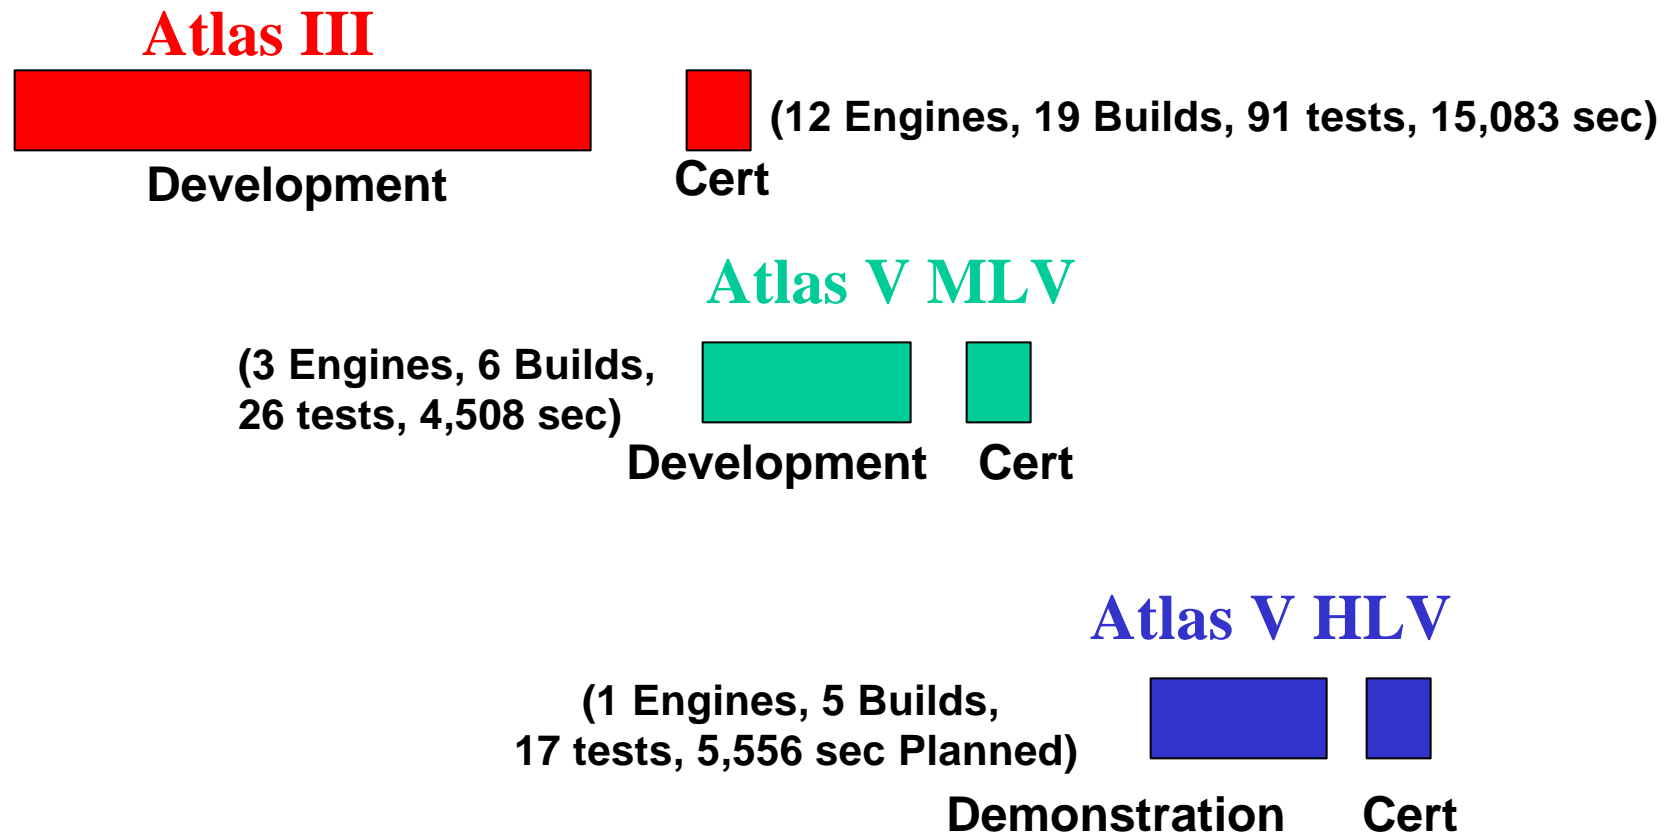 Atlas III
(12 Engines, 19 Builds, 91 tests, 15,083 sec)
Development
Cert
Atlas V MLV
(3 Engines, 6 Builds,
26 tests, 4,508 sec)
Development
Cert
Atlas V HLV
(1 Engines, 5 Builds,
17 tests, 5,556 sec Planned)
Demonstration
Cert